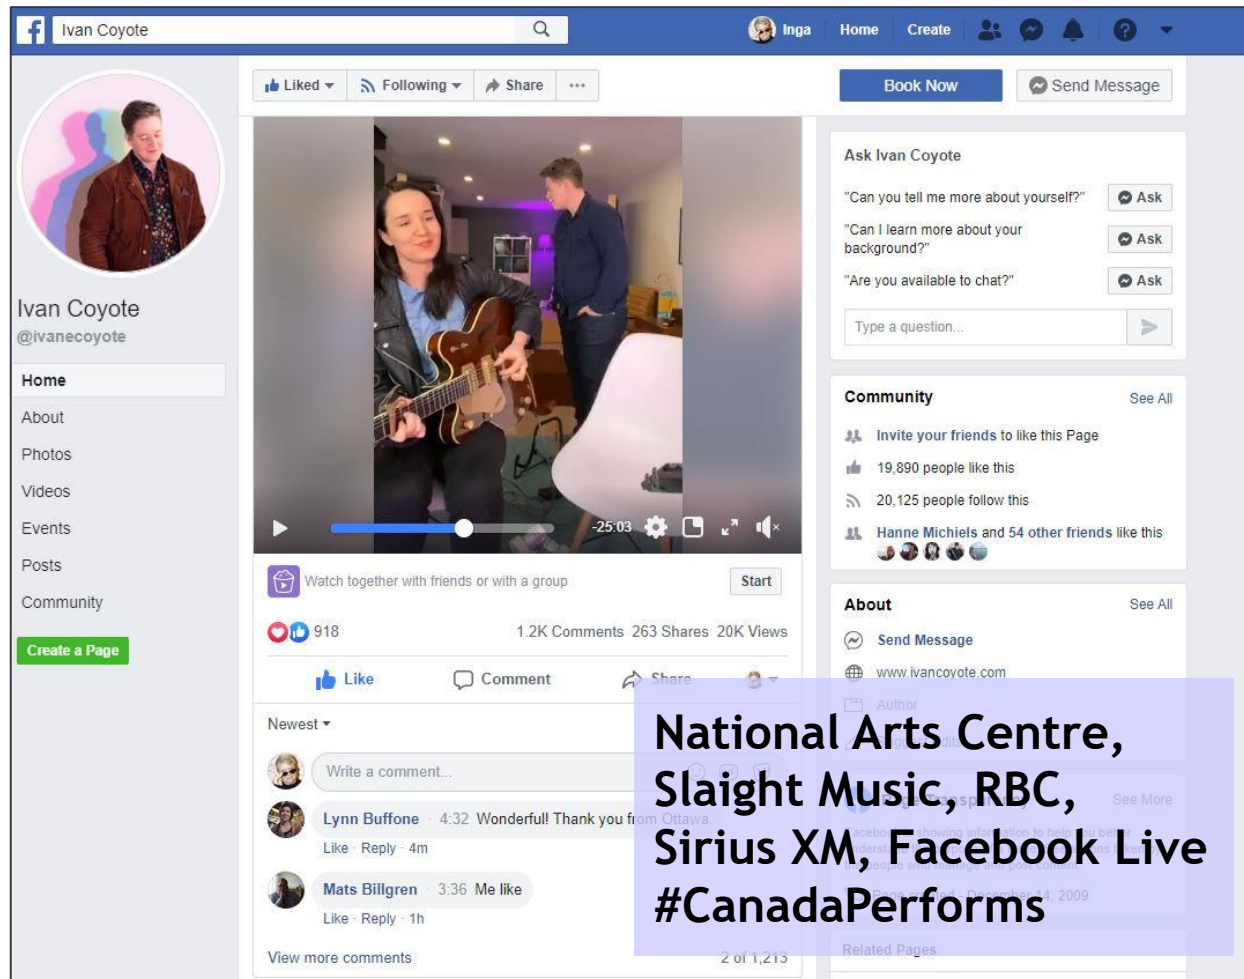 Ivan Coyote
Inga
Home
Create
Liked
Following
Share
Book Now
Send Message
Ivan Coyote
@ivanecoyote
Home
About
Photos
Videos
Events
Posts
Community
Create a Page
-25:03
Watch together with friends or with a group
Start
918
1.2K Comments 263 Shares 20K Views
Like
Comment
Share
Newest
Write a comment...
Lynn Buffone · 4:32 Wonderful! Thank you from Ottawa.
Like · Reply · 4m
Mats Billgren · 3:36 Me like
Like · Reply · 1h
View more comments
2 of 1,213
Ask Ivan Coyote
"Can you tell me more about yourself?"
Ask
"Can I learn more about your
background?"
Ask
"Are you available to chat?"
Ask
Type a question...
Community
See All
Invite your friends to like this Page
19,890 people like this
20,125 people follow this
Hanne Michiels and 54 other friends like this
About
See All
Send Message
www.ivancoyote.com
Author
See More
Page created - December 14, 2009
Related Pages
National Arts Centre,
Slaight Music, RBC,
Sirius XM, Facebook Live
#CanadaPerforms